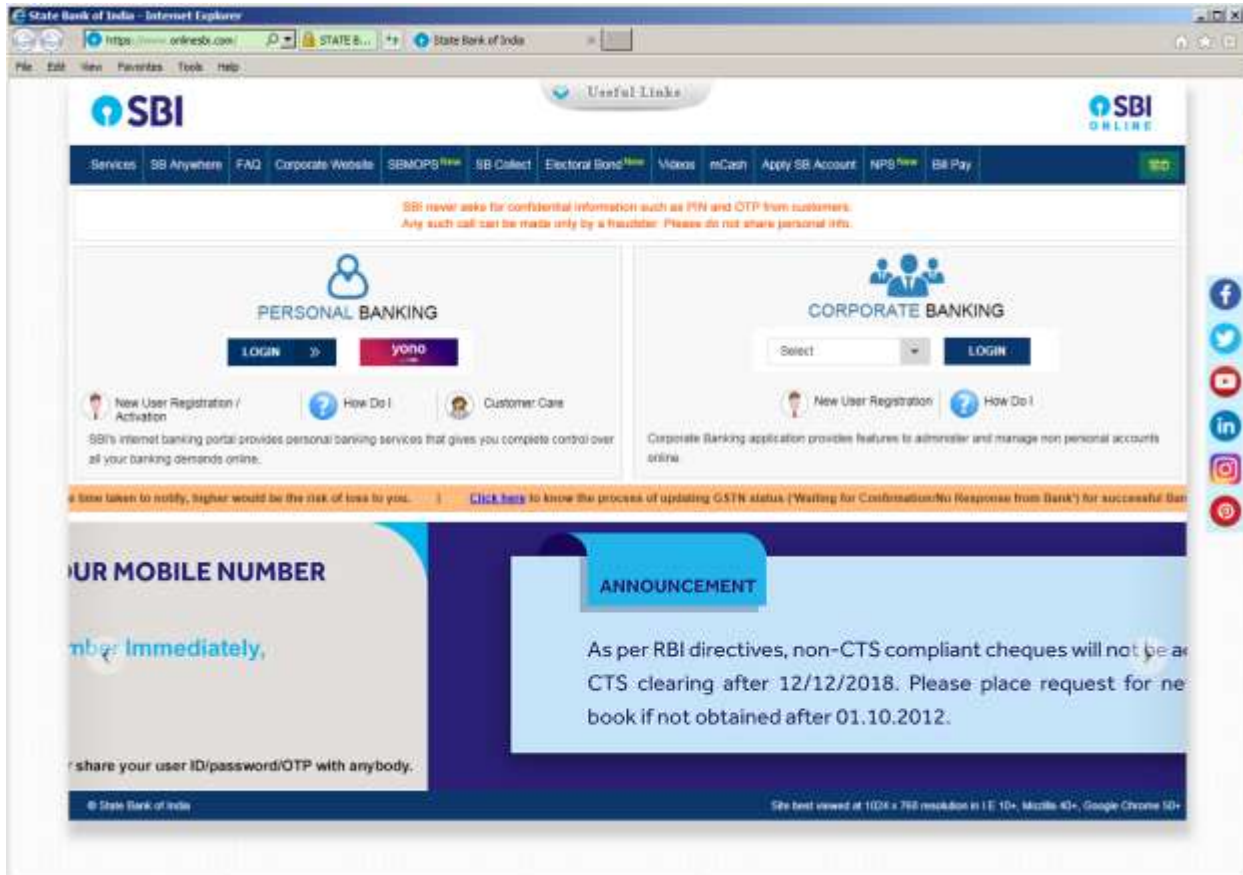 State Bank of India - Internet Explorer
https://www.onlinesbi.com/ STATE B... State Bank of India
File Edit View Favorites Tools Help
SBI
Useful Links
SBI
ONLINE
Services SB Anywhere FAQ Corporate Website SBMOPS New SB Collect Electoral Bond New Videos mCash Apply SB Account NPS New Bill Pay
SBI never asks for confidential information such as PIN and OTP from customers.
Any such call can be made only by a fraudster. Please do not share personal info.
PERSONAL BANKING
LOGIN »
yono
New User Registration /
Activation
How Do I
Customer Care
SBI's internet banking portal provides personal banking services that gives you complete control over
all your banking demands online.
CORPORATE BANKING
Select
LOGIN
New User Registration
How Do I
Corporate Banking application provides features to administer and manage non personal accounts
online.
e time taken to notify, higher would be the risk of loss to you. | Click here to know the process of updating GSTN status ('Waiting for Confirmation/No Response from Bank') for successful Ban
UR MOBILE NUMBER
mber Immediately,
r share your user ID/password/OTP with anybody.
ANNOUNCEMENT
As per RBI directives, non-CTS compliant cheques will not be a
CTS clearing after 12/12/2018. Please place request for ne
book if not obtained after 01.10.2012.
© State Bank of India
Site best viewed at 1024 x 768 resolution in I.E 10+, Mozilla 40+, Google Chrome 50+